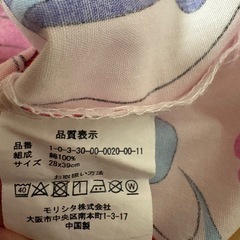 品質表示
品番 1-0-3-30-00-0020-00-11
組成 綿100%
サイズ 28x39cm
お取扱い方法
40
モリシタ株式会社
大阪市中央区南本町1-3-17
中国製